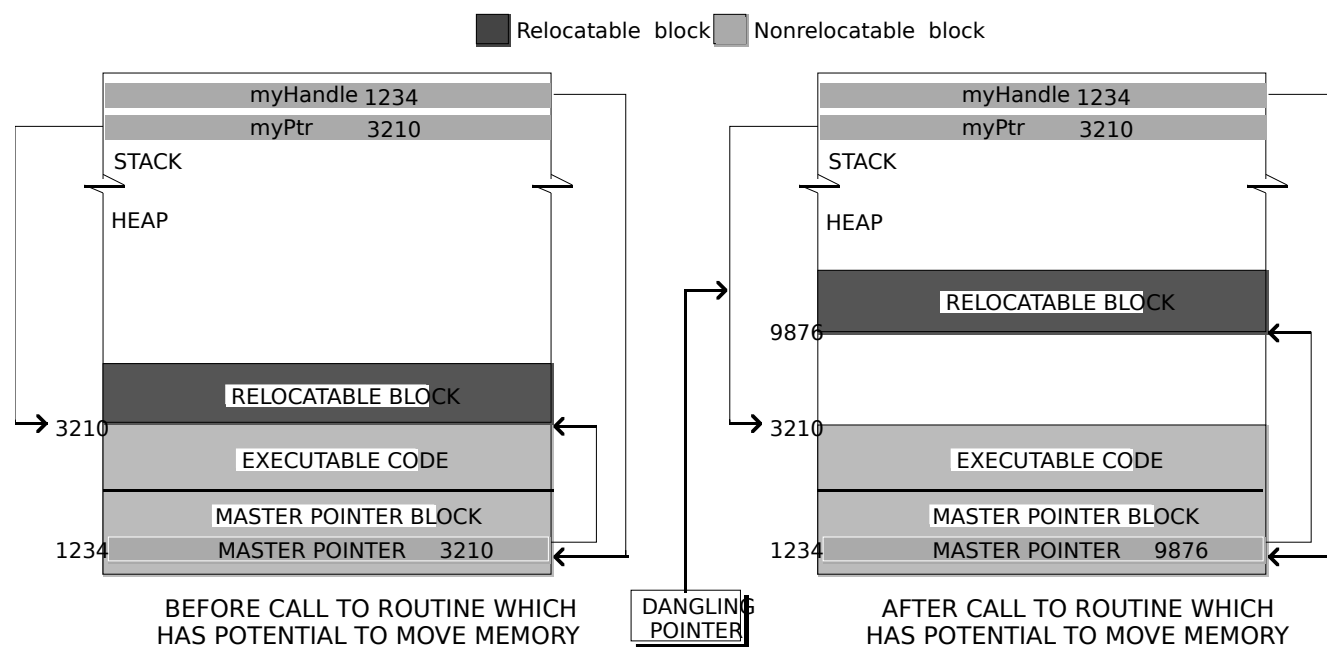 Relocatable block Nonrelocatable block
myHandle 1234
myPtr 3210
STACK
HEAP
RELOCATABLE BLOCK
3210
EXECUTABLE CODE
MASTER POINTER BLOCK
1234 MASTER POINTER 3210
BEFORE CALL TO ROUTINE WHICH
HAS POTENTIAL TO MOVE MEMORY
DANGLING
POINTER
myHandle 1234
myPtr 3210
STACK
HEAP
RELOCATABLE BLOCK
9876
3210
EXECUTABLE CODE
MASTER POINTER BLOCK
1234 MASTER POINTER 9876
AFTER CALL TO ROUTINE WHICH
HAS POTENTIAL TO MOVE MEMORY